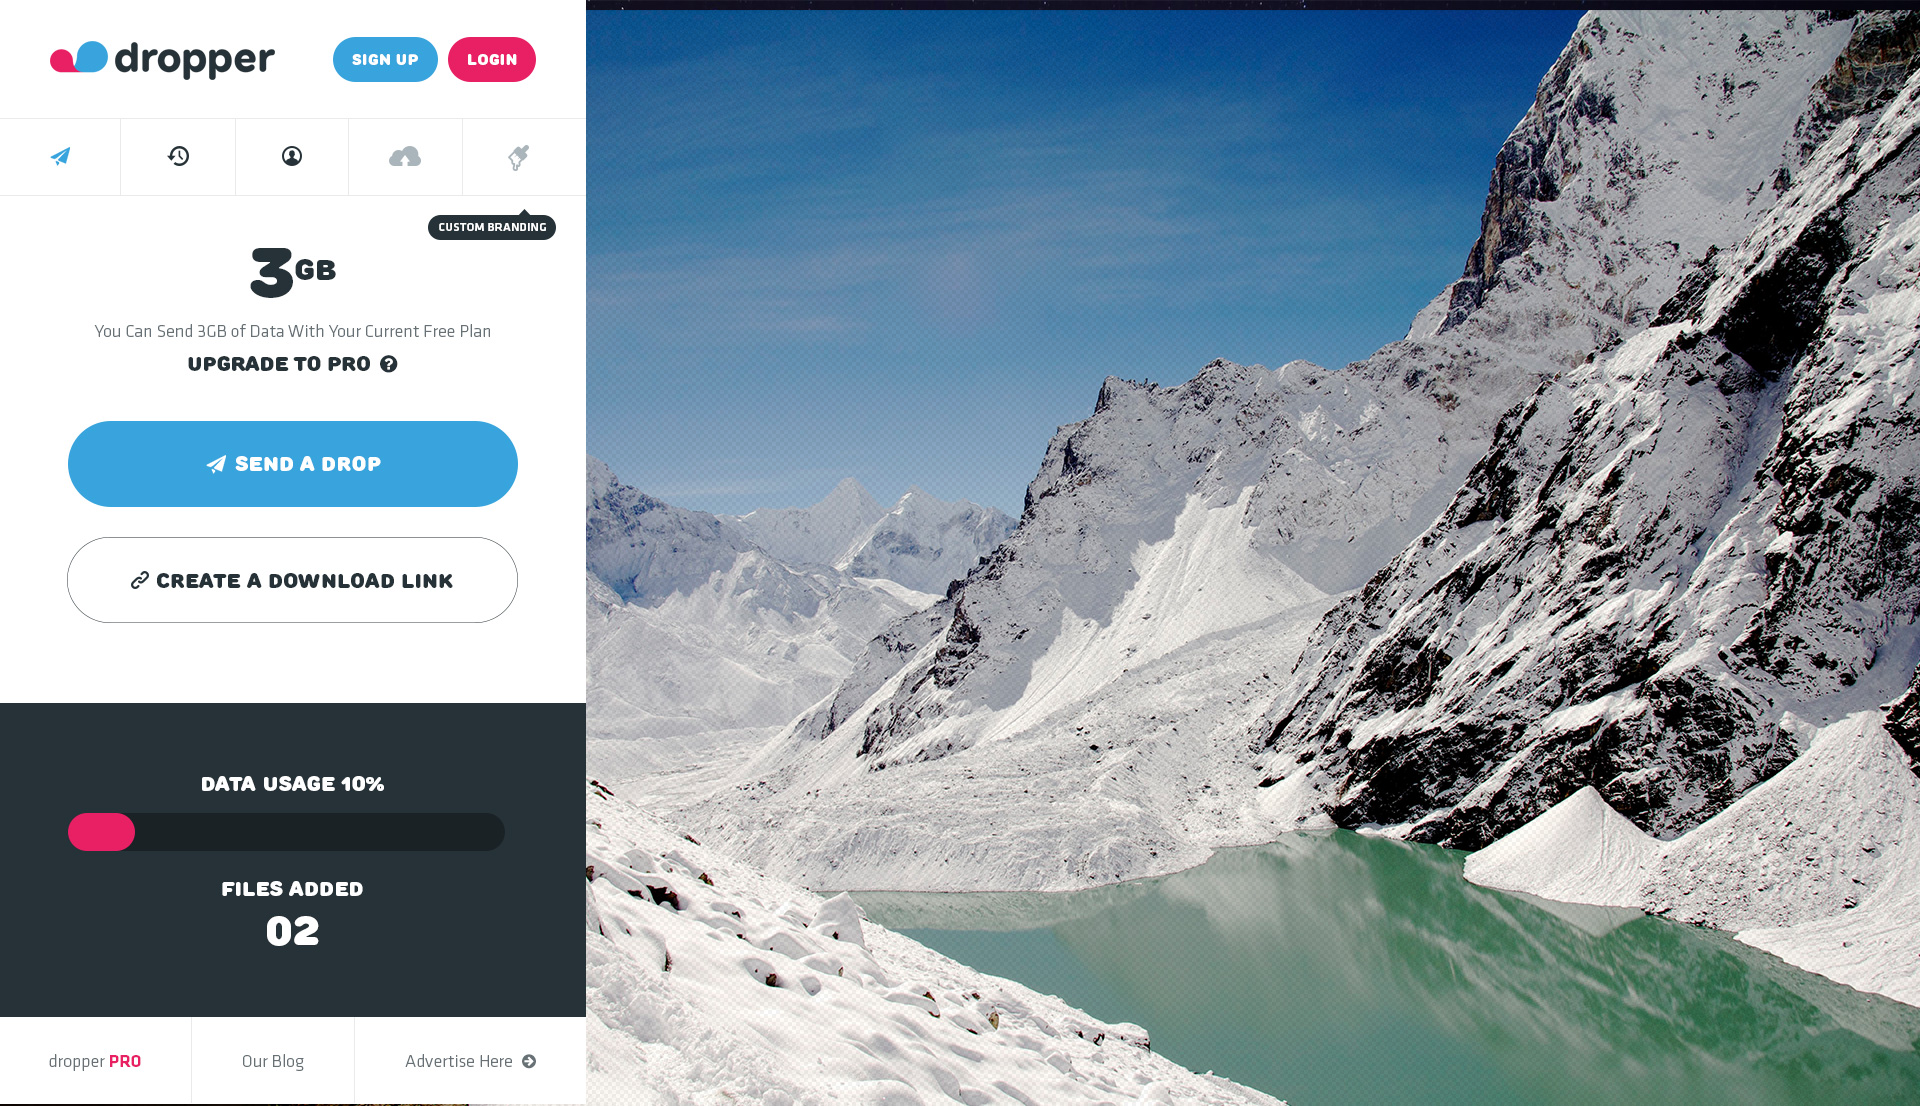 dropper
SIGN UP
LOGIN
CUSTOM BRANDING
3GB
You Can Send 3GB of Data With Your Current Free Plan
UPGRADE TO PRO ?
SEND A DROP
CREATE A DOWNLOAD LINK
DATA USAGE 10%
FILES ADDED
02
dropper PRO
Our Blog
Advertise Here